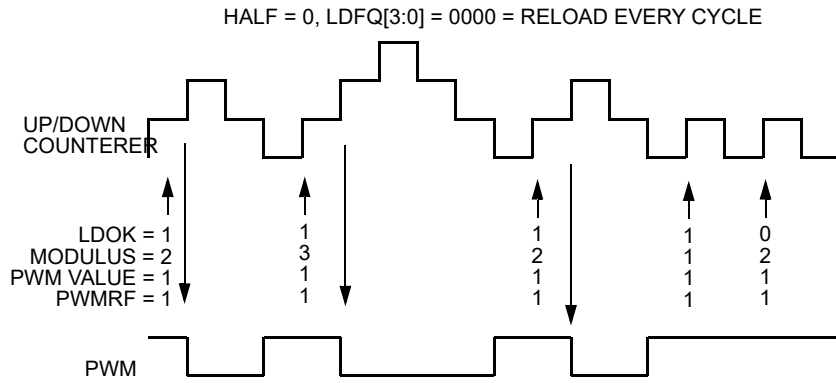 HALF = 0, LDFQ[3:0] = 0000 = RELOAD EVERY CYCLE
UP/DOWN
COUNTERER
LDOK = 1 1 1 1 0
MODULUS = 2 3 2 1 2
PWM VALUE = 1 1 1 1 1
PWMRF = 1 1 1 1 1
PWM